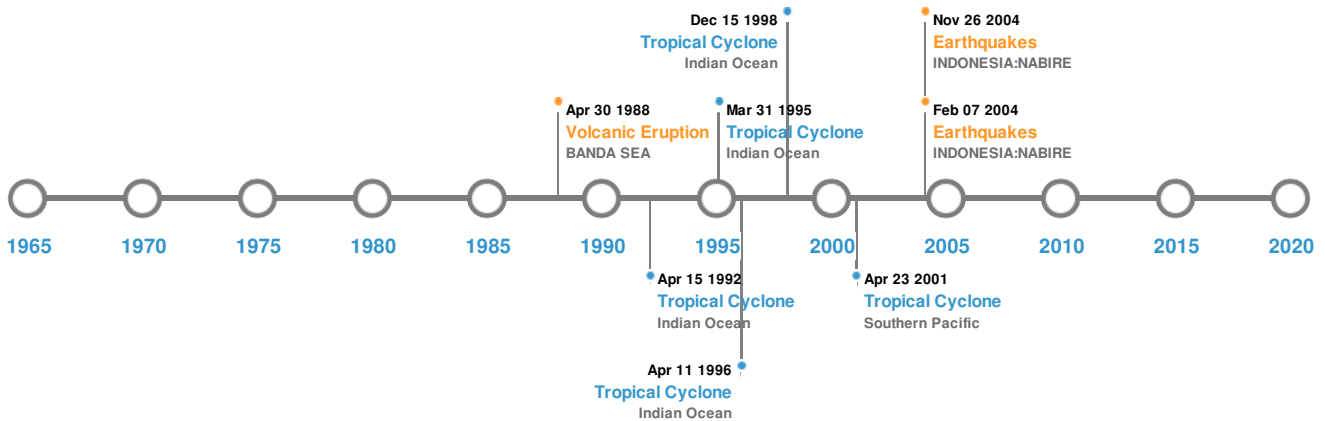 Dec 15 1998
Tropical Cyclone
Indian Ocean
Nov 26 2004
Earthquakes
INDONESIA:NABIRE
Apr 30 1988
Volcanic Eruption
BANDA SEA
Mar 31 1995
Tropical Cyclone
Indian Ocean
Feb 07 2004
Earthquakes
INDONESIA:NABIRE
1965 1970 1975 1980 1985 1990 1995 2000 2005 2010 2015 2020
Apr 15 1992
Tropical Cyclone
Indian Ocean
Apr 23 2001
Tropical Cyclone
Southern Pacific
Apr 11 1996
Tropical Cyclone
Indian Ocean